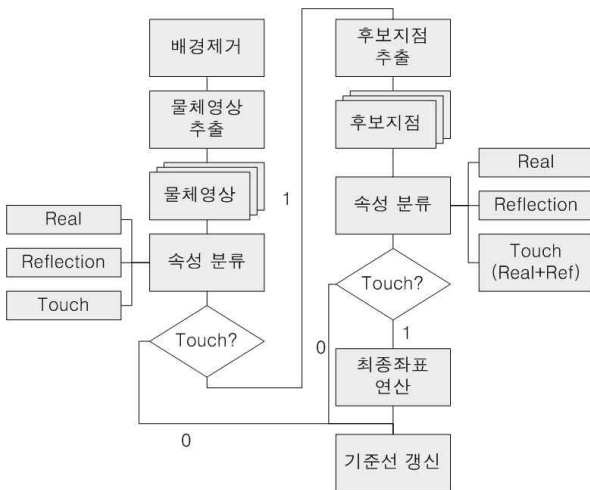 배경제거
물체영상
추출
물체영상
Real
Reflection
Touch
속성 분류
Touch?
0
1
후보지점
추출
후보지점
속성 분류
Real
Reflection
Touch
(Real+Ref)
Touch?
0
1
최종좌표
연산
기준선 갱신